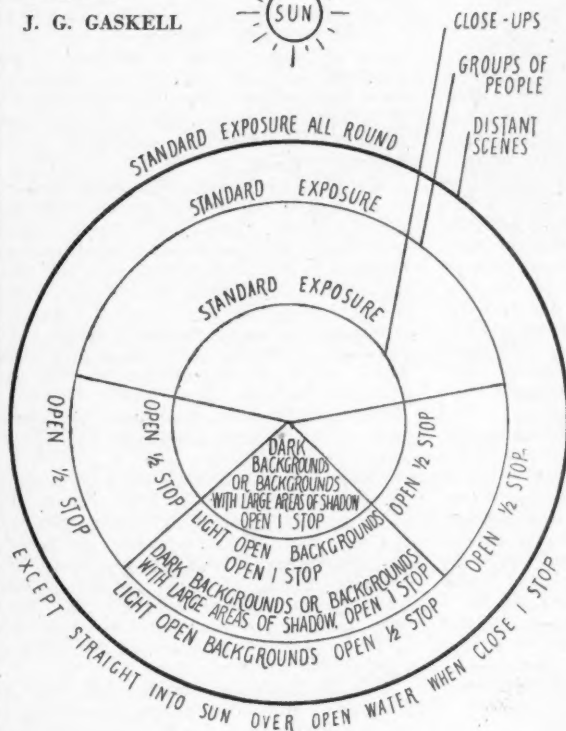 J. G. GASKELL
SUN
CLOSE-UPS
GROUPS OF
PEOPLE
DISTANT
SCENES
STANDARD EXPOSURE ALL ROUND
STANDARD EXPOSURE
STANDARD EXPOSURE
OPEN ½ STOP
OPEN ½ STOP
OPEN ½ STOP
OPEN ½ STOP
DARK
BACKGROUNDS
OR BACKGROUNDS
WITH LARGE AREAS OF SHADOW
OPEN 1 STOP
LIGHT OPEN BACKGROUNDS
OPEN 1 STOP
DARK BACKGROUNDS OR BACKGROUNDS
WITH LARGE AREAS OF SHADOW, OPEN 1 STOP
LIGHT OPEN BACKGROUNDS OPEN ½ STOP
EXCEPT STRAIGHT INTO SUN OVER OPEN WATER WHEN CLOSE 1 STOP